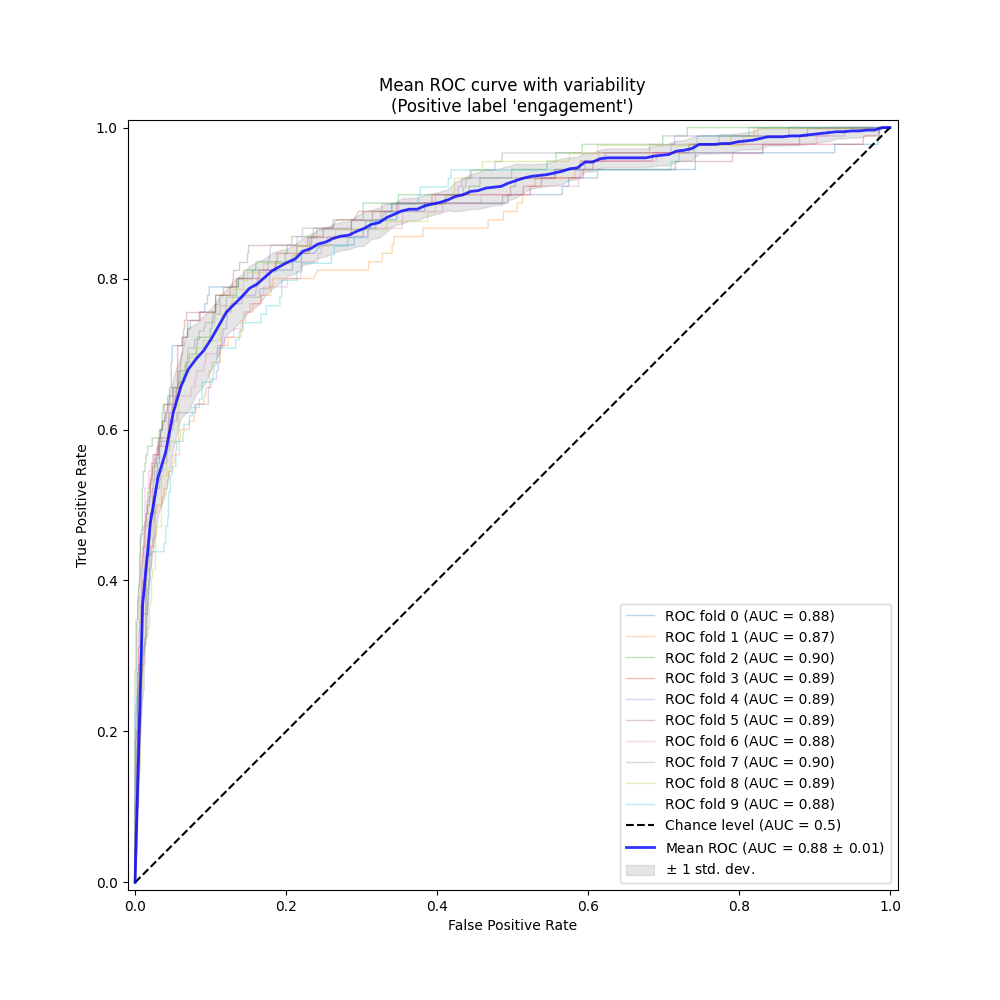 Mean ROC curve with variability
(Positive label 'engagement')
1.0
0.8
0.6
0.4
0.2
0.0
True Positive Rate
ROC fold 0 (AUC = 0.88)
ROC fold 1 (AUC = 0.87)
ROC fold 2 (AUC = 0.90)
ROC fold 3 (AUC = 0.89)
ROC fold 4 (AUC = 0.89)
ROC fold 5 (AUC = 0.89)
ROC fold 6 (AUC = 0.88)
ROC fold 7 (AUC = 0.90)
ROC fold 8 (AUC = 0.89)
ROC fold 9 (AUC = 0.88)
Chance level (AUC = 0.5)
Mean ROC (AUC = 0.88 ± 0.01)
± 1 std. dev.
0.0 0.2 0.4 0.6 0.8 1.0
False Positive Rate